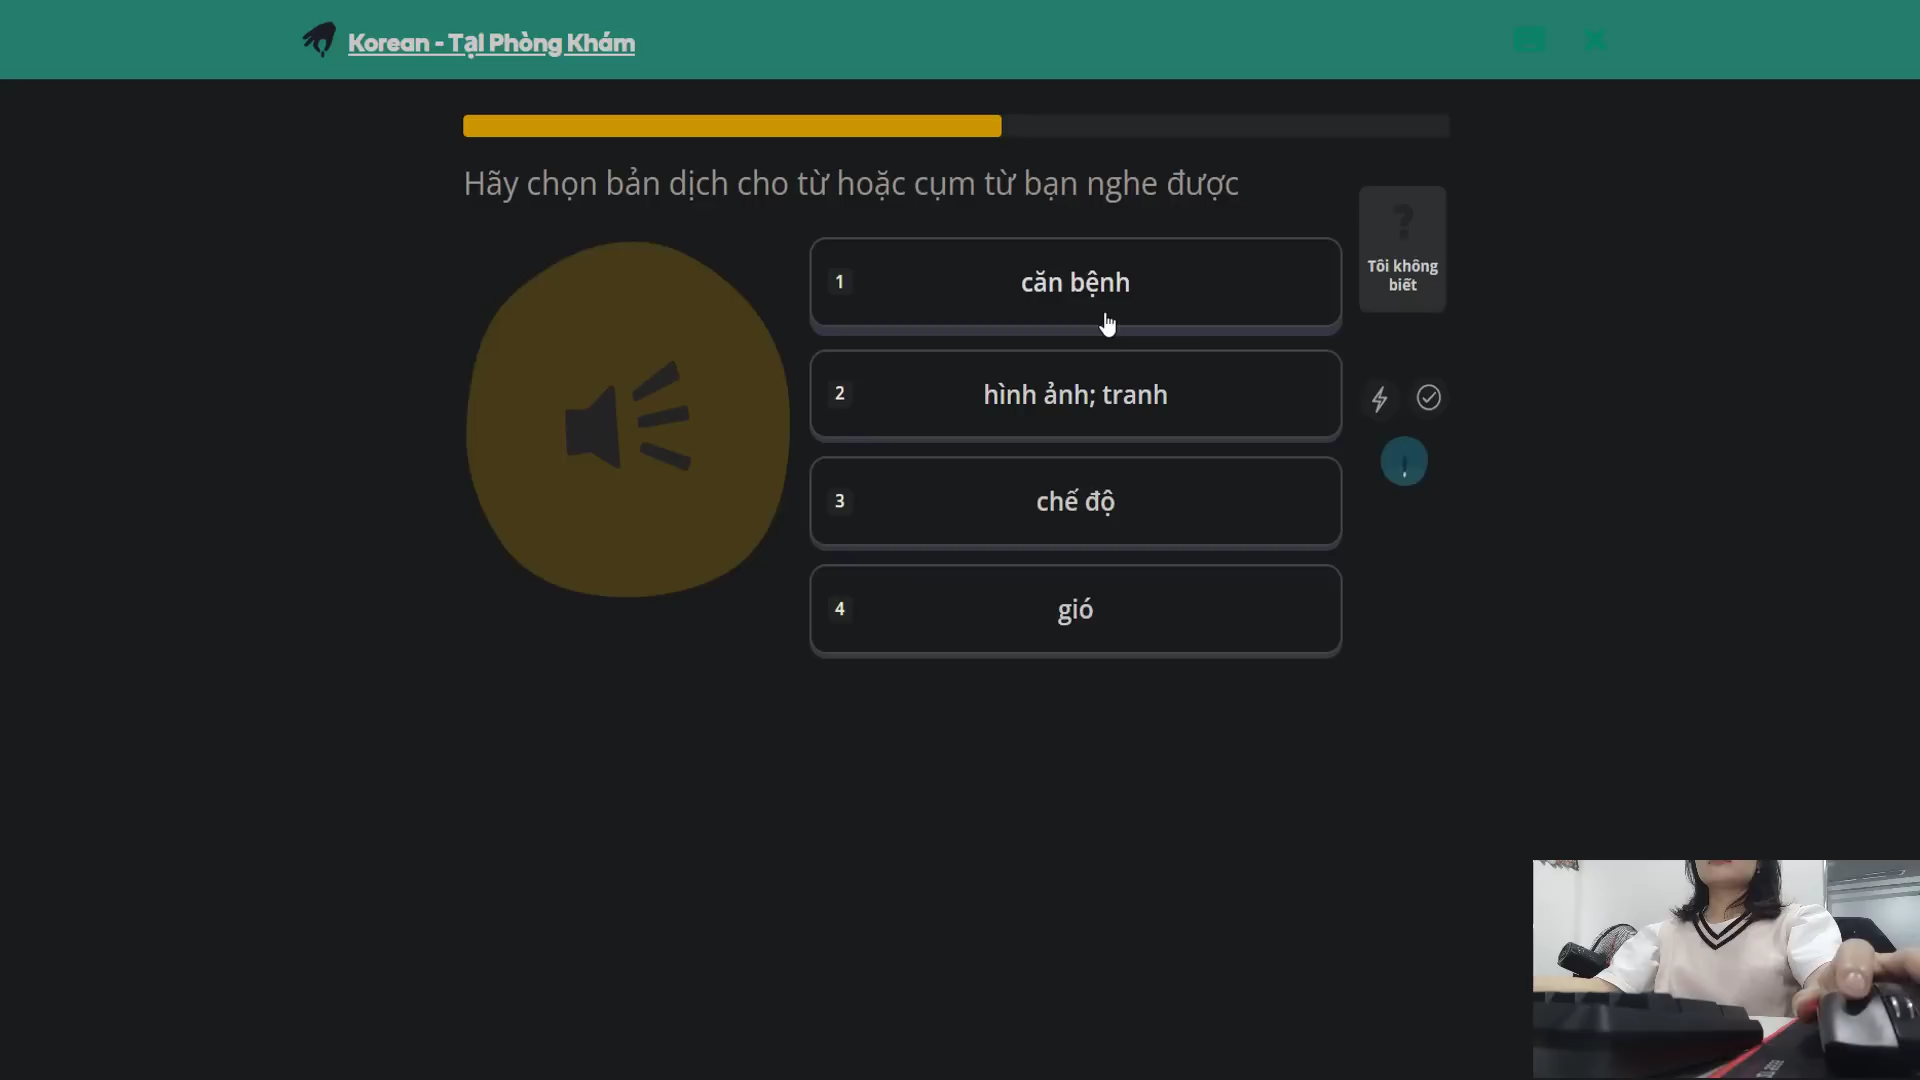 Korean - Tại Phòng Khám
Hãy chọn bản dịch cho từ hoặc cụm từ bạn nghe được
?
Tôi không
biết
1 căn bệnh
2 hình ảnh; tranh
3 chế độ
4 gió